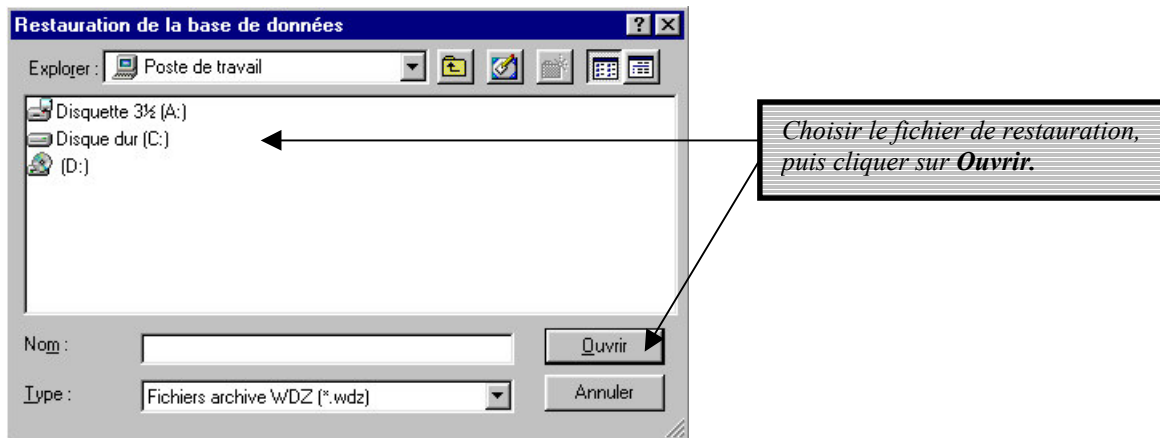 Restauration de la base de données
Explorer : Poste de travail
Disquette 3½ (A:)
Disque dur (C:)
(D:)
Choisir le fichier de restauration,
puis cliquer sur Ouvrir.
Nom :
Ouvrir
Type : Fichiers archive WDZ (*.wdz)
Annuler